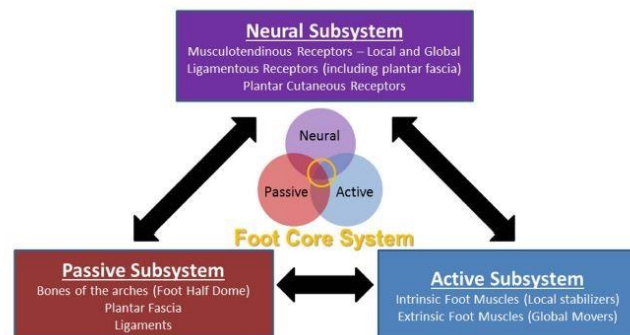 Neural Subsystem
Musculotendinous Receptors – Local and Global
Ligamentous Receptors (including plantar fascia)
Plantar Cutaneous Receptors
Neural
Passive
Active
Foot Core System
Passive Subsystem
Bones of the arches (Foot Half Dome)
Plantar Fascia
Ligaments
Active Subsystem
Intrinsic Foot Muscles (Local stabilizers)
Extrinsic Foot Muscles (Global Movers)